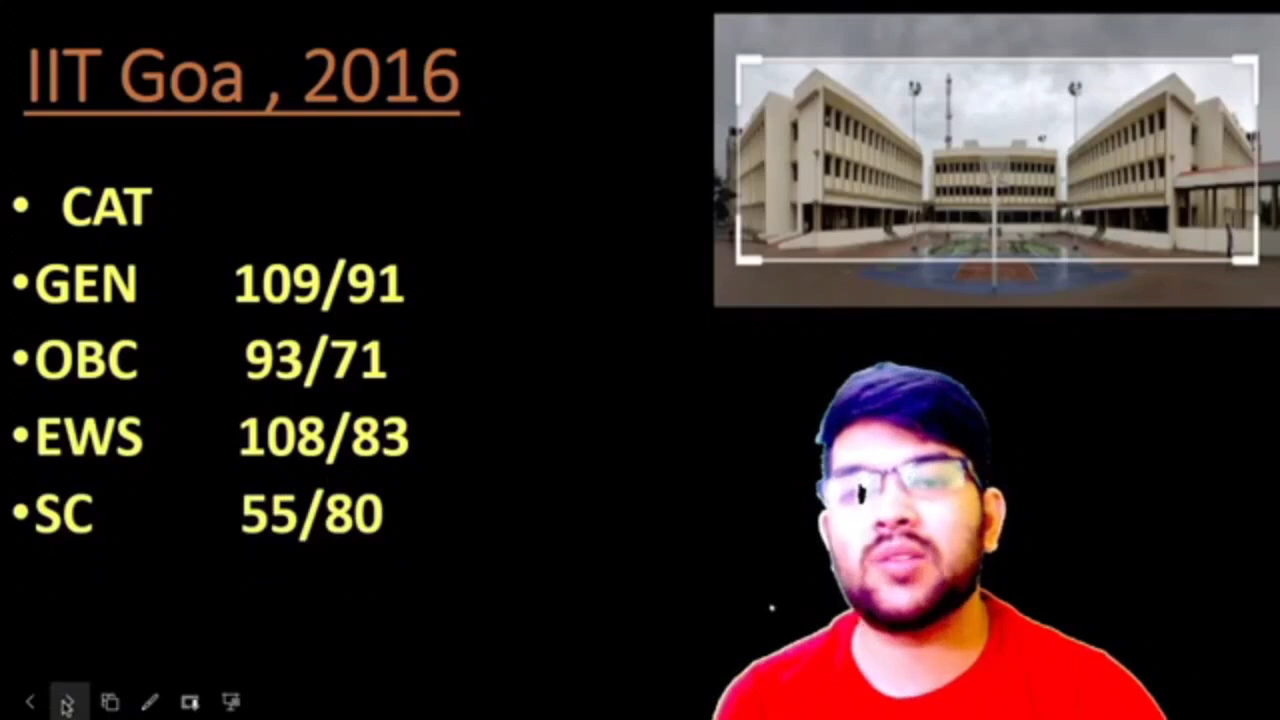 IIT Goa , 2016
• CAT
•GEN 109/91
•OBC 93/71
•EWS 108/83
•SC 55/80